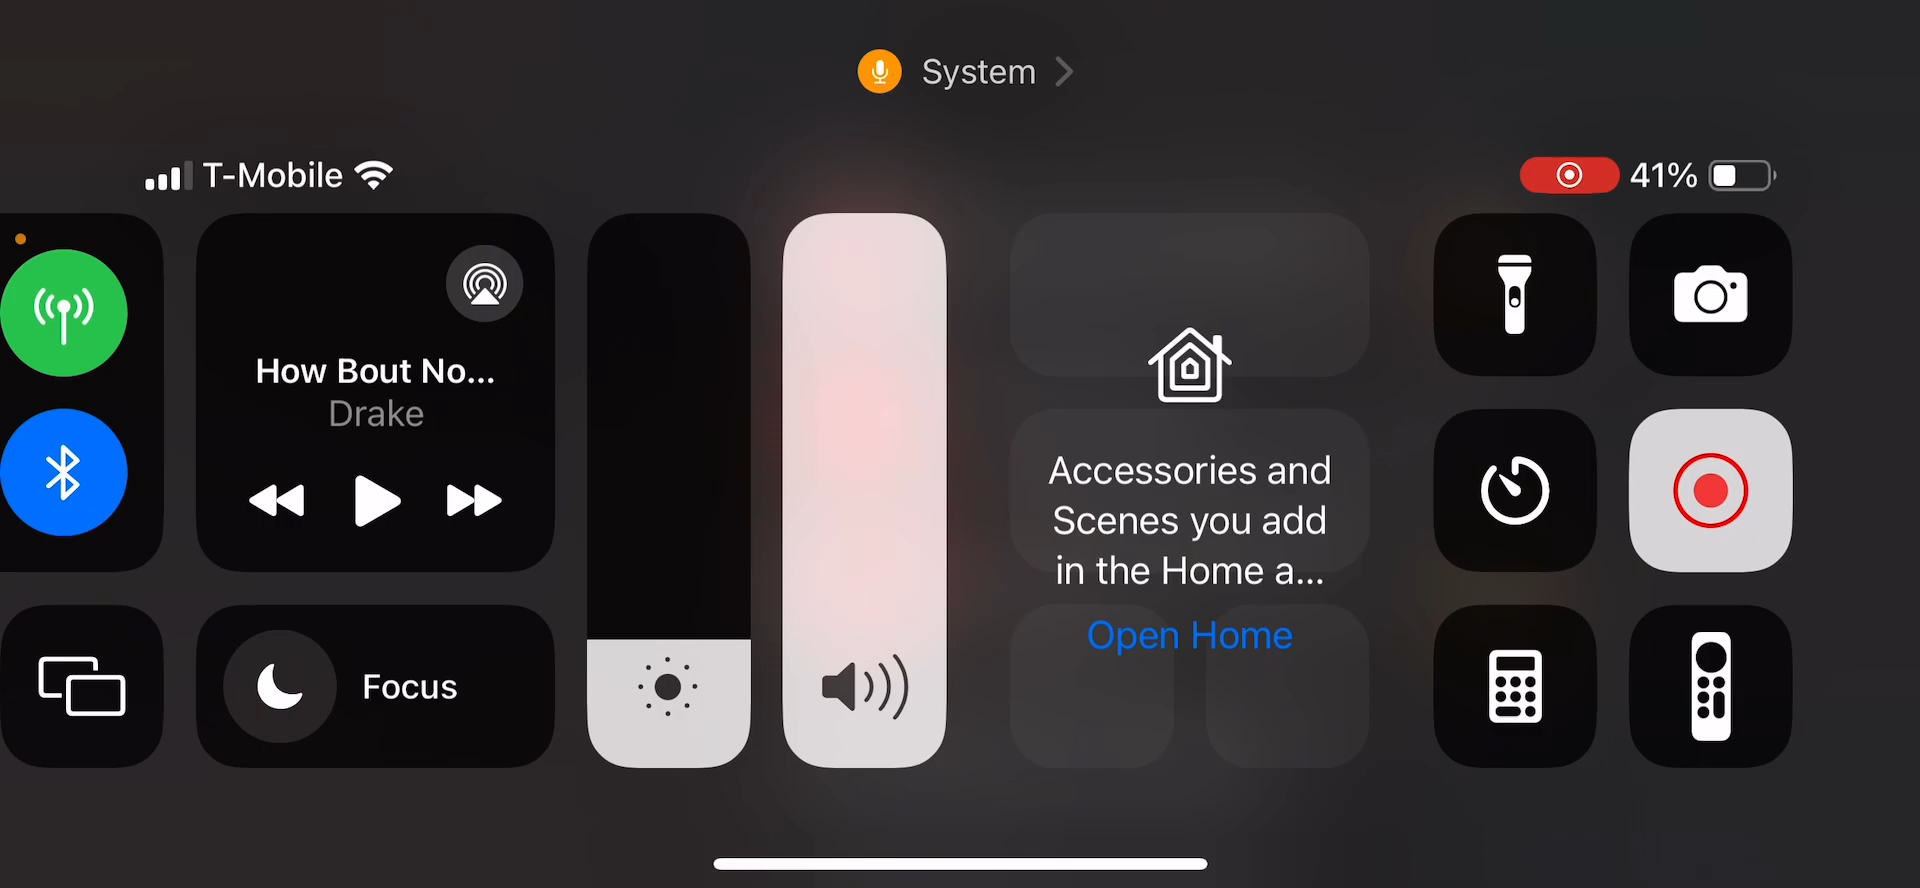 System
T-Mobile
41%
How Bout No...
Drake
Focus
Accessories and
Scenes you add
in the Home a...
Open Home